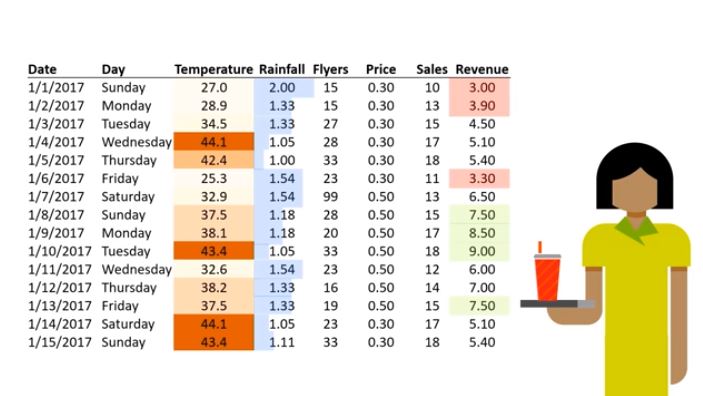 Date Day Temperature Rainfall Flyers Price Sales Revenue
1/1/2017 Sunday 27.0 2.00 15 0.30 10 3.00
1/2/2017 Monday 28.9 1.33 15 0.30 13 3.90
1/3/2017 Tuesday 34.5 1.33 27 0.30 15 4.50
1/4/2017 Wednesday 44.1 1.05 28 0.30 17 5.10
1/5/2017 Thursday 42.4 1.00 33 0.30 18 5.40
1/6/2017 Friday 25.3 1.54 23 0.30 11 3.30
1/7/2017 Saturday 32.9 1.54 99 0.50 13 6.50
1/8/2017 Sunday 37.5 1.18 28 0.50 15 7.50
1/9/2017 Monday 38.1 1.18 20 0.50 17 8.50
1/10/2017 Tuesday 43.4 1.05 33 0.50 18 9.00
1/11/2017 Wednesday 32.6 1.54 23 0.50 12 6.00
1/12/2017 Thursday 38.2 1.33 16 0.50 14 7.00
1/13/2017 Friday 37.5 1.33 19 0.50 15 7.50
1/14/2017 Saturday 44.1 1.05 23 0.30 17 5.10
1/15/2017 Sunday 43.4 1.11 33 0.30 18 5.40